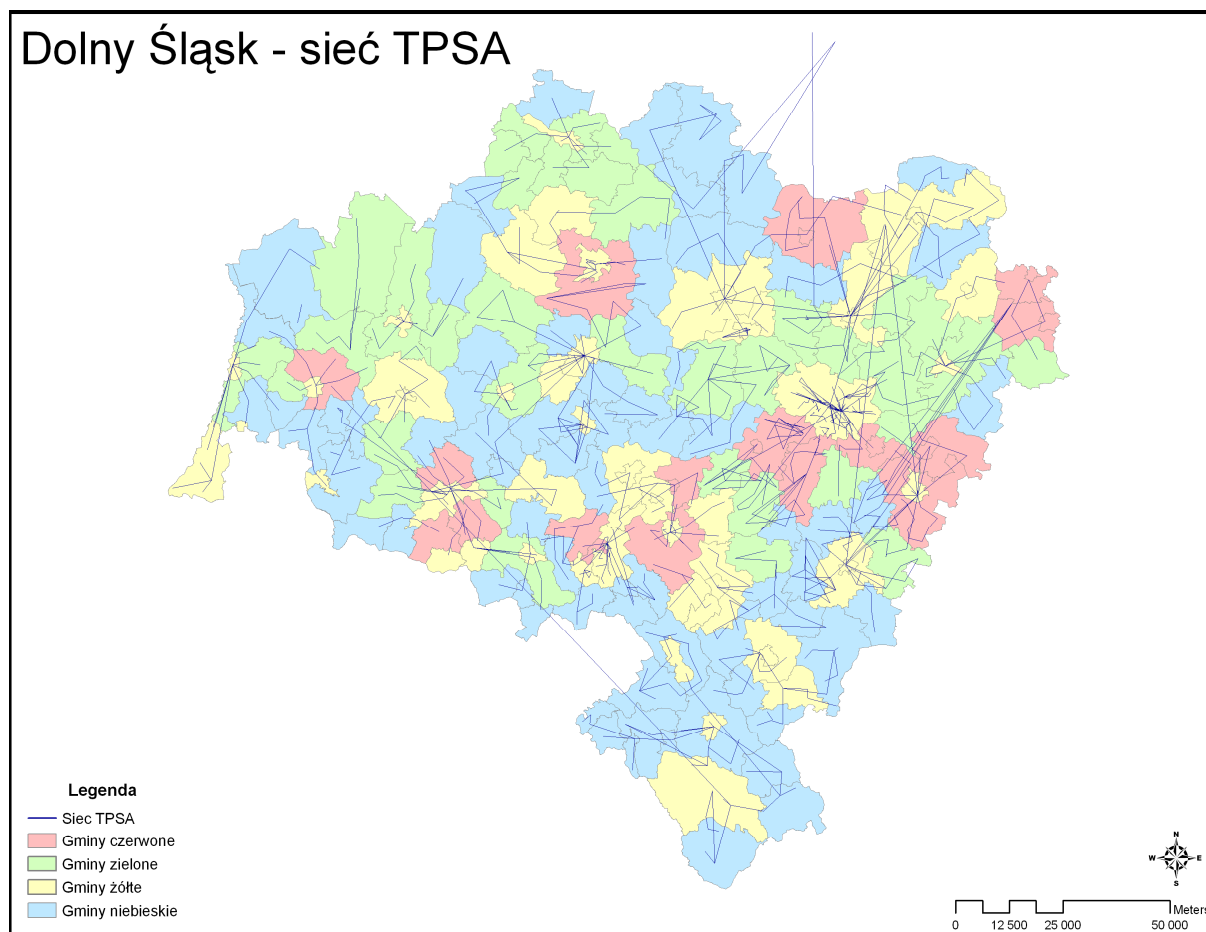 Dolny Śląsk - sieć TPSA
Legenda
Siec TPSA
Gminy czerwone
Gminy zielone
Gminy żółte
Gminy niebieskie
N
W E
S
Meters
0 12 500 25 000 50 000